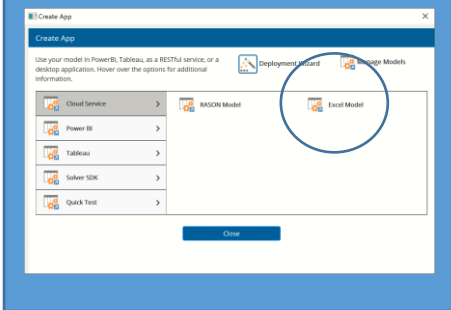 Create App
Create App
Use your model in PowerBI, Tableau, as a RESTful service, or a
desktop application. Hover over the options for additional
information.
Deployment Wizard
Manage Models
Cloud Service
RASON Model
Excel Model
Power BI
Tableau
Solver SDK
Quick Test
Close